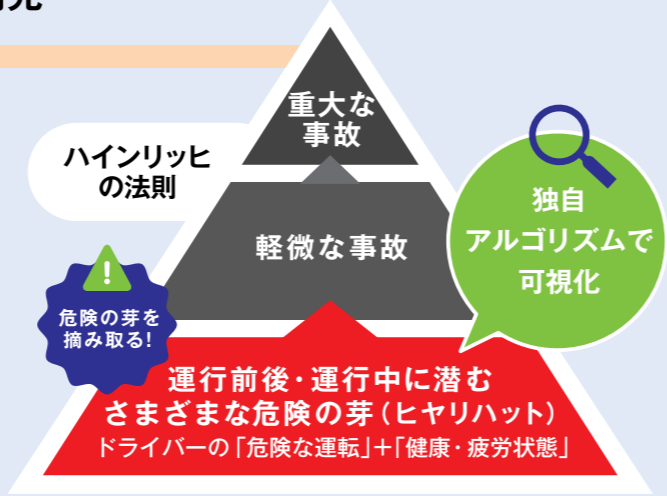 重大な
事故
ハインリッヒ
の法則
独自
アルゴリズムで
可視化
軽微な事故
!
危険の芽を
摘み取る!
運行前後・運行中に潜む
さまざまな危険の芽(ヒヤリハット)
ドライバーの「危険な運転」+「健康・疲労状態」